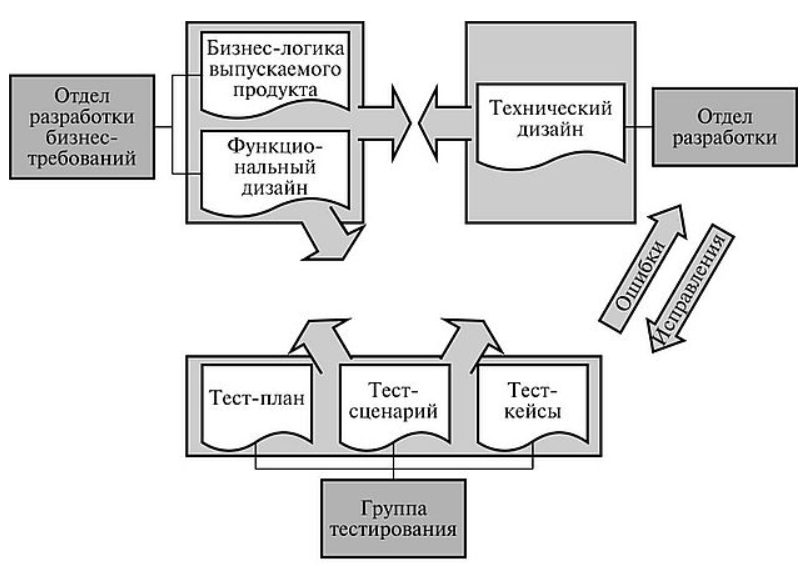 Бизнес-логика
выпускаемого
продукта
Отдел
разработки
бизнес-
требований
Функцио-
нальный
дизайн
Технический
дизайн
Отдел
разработки
Ошибки
Исправления
Тест-план
Тест-
сценарий
Тест-
кейсы
Группа
тестирования